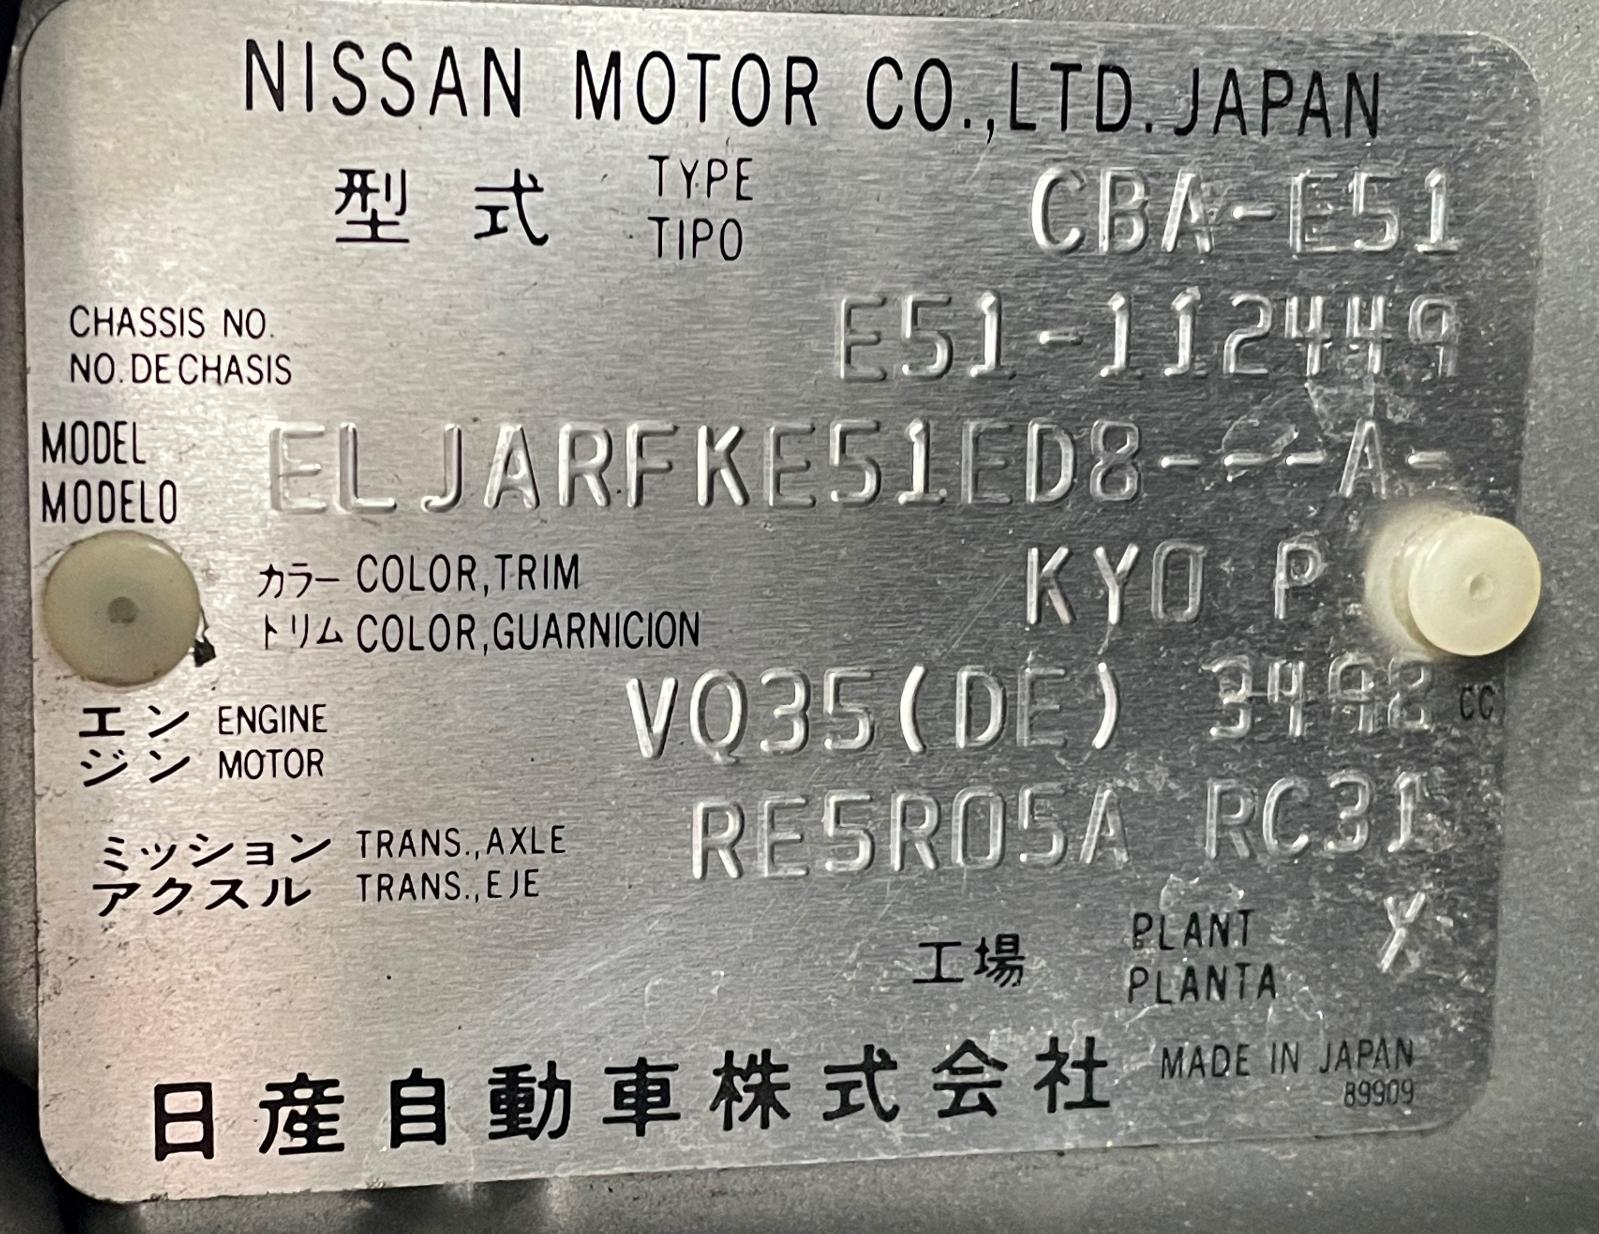 NISSAN MOTOR CO.,LTD. JAPAN
型式 TYPE CBA-E51
TIPO
CHASSIS NO. E51-112449
NO. DE CHASIS
MODEL ELJARFKE51ED8---A-
MODELO
カラー COLOR,TRIM KY0 P
トリム COLOR,GUARNICION
エンジン ENGINE VQ35(DE) 3498 CC
MOTOR
ミッション TRANS.,AXLE RE5R05A RC31
アクスル TRANS.,EJE
工場 PLANT X
PLANTA
日産自動車株式会社 MADE IN JAPAN
89909